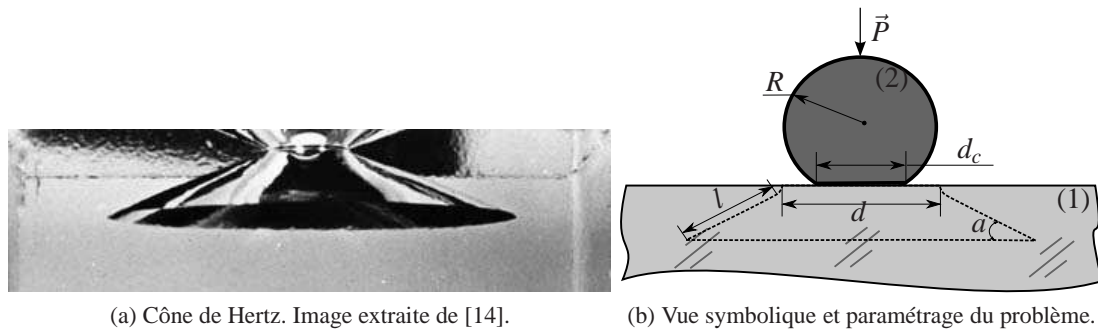 P⃗
(2)
R
d_c
l
d
a
(1)
(a) Cône de Hertz. Image extraite de [14].
(b) Vue symbolique et paramétrage du problème.